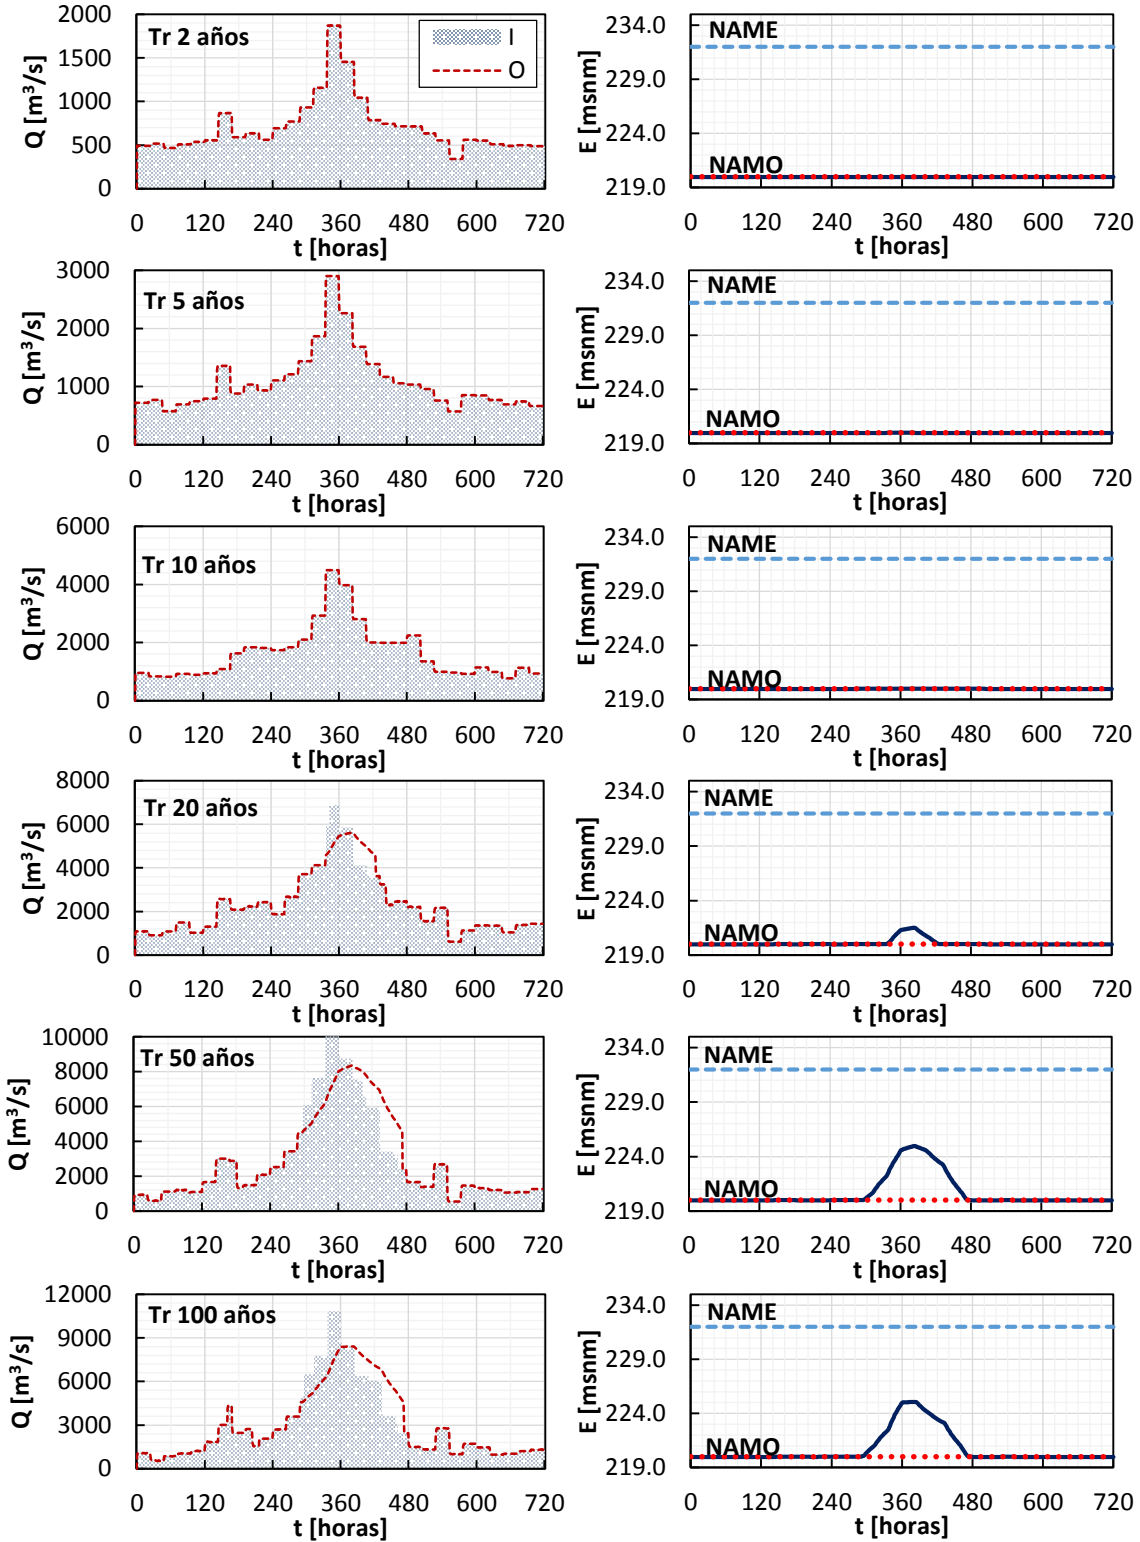 Tr 2 años
I
O
Q [m³/s]
2000
1500
1000
500
0
0 120 240 360 480 600 720
t [horas]
NAME
NAMO
E [msnm]
234.0
229.0
224.0
219.0
0 120 240 360 480 600 720
t [horas]
Tr 5 años
Q [m³/s]
3000
2000
1000
0
0 120 240 360 480 600 720
t [horas]
NAME
NAMO
E [msnm]
234.0
229.0
224.0
219.0
0 120 240 360 480 600 720
t [horas]
Tr 10 años
Q [m³/s]
6000
4000
2000
0
0 120 240 360 480 600 720
t [horas]
NAME
NAMO
E [msnm]
234.0
229.0
224.0
219.0
0 120 240 360 480 600 720
t [horas]
Tr 20 años
Q [m³/s]
8000
6000
4000
2000
0
0 120 240 360 480 600 720
t [horas]
NAME
NAMO
E [msnm]
234.0
229.0
224.0
219.0
0 120 240 360 480 600 720
t [horas]
Tr 50 años
Q [m³/s]
10000
8000
6000
4000
2000
0
0 120 240 360 480 600 720
t [horas]
NAME
NAMO
E [msnm]
234.0
229.0
224.0
219.0
0 120 240 360 480 600 720
t [horas]
Tr 100 años
Q [m³/s]
12000
9000
6000
3000
0
0 120 240 360 480 600 720
t [horas]
NAME
NAMO
E [msnm]
234.0
229.0
224.0
219.0
0 120 240 360 480 600 720
t [horas]